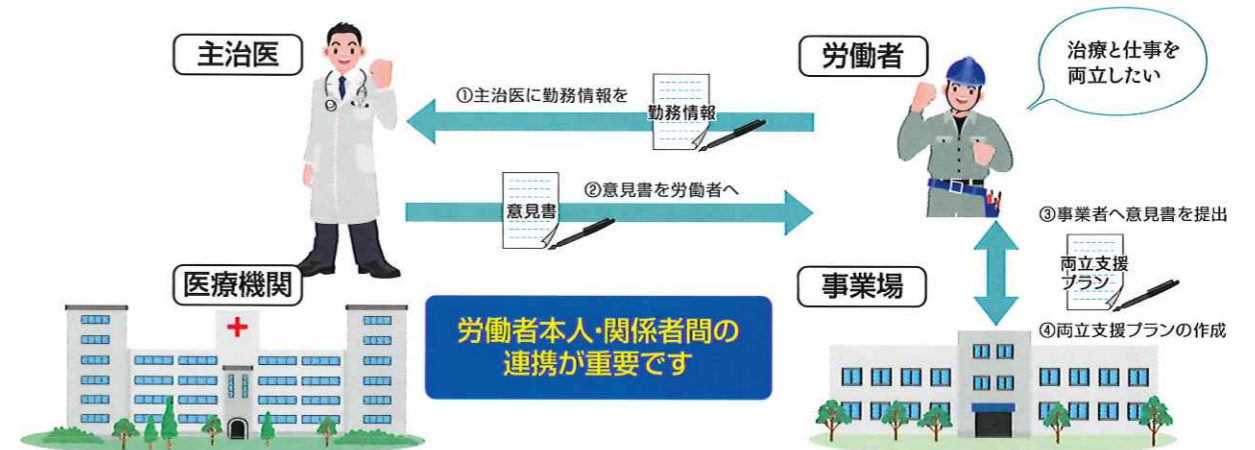 主治医
労働者
治療と仕事を
両立したい
①主治医に勤務情報を
勤務情報
②意見書を労働者へ
意見書
③事業者へ意見書を提出
両立支援
プラン
④両立支援プランの作成
医療機関
事業場
労働者本人・関係者間の
連携が重要です